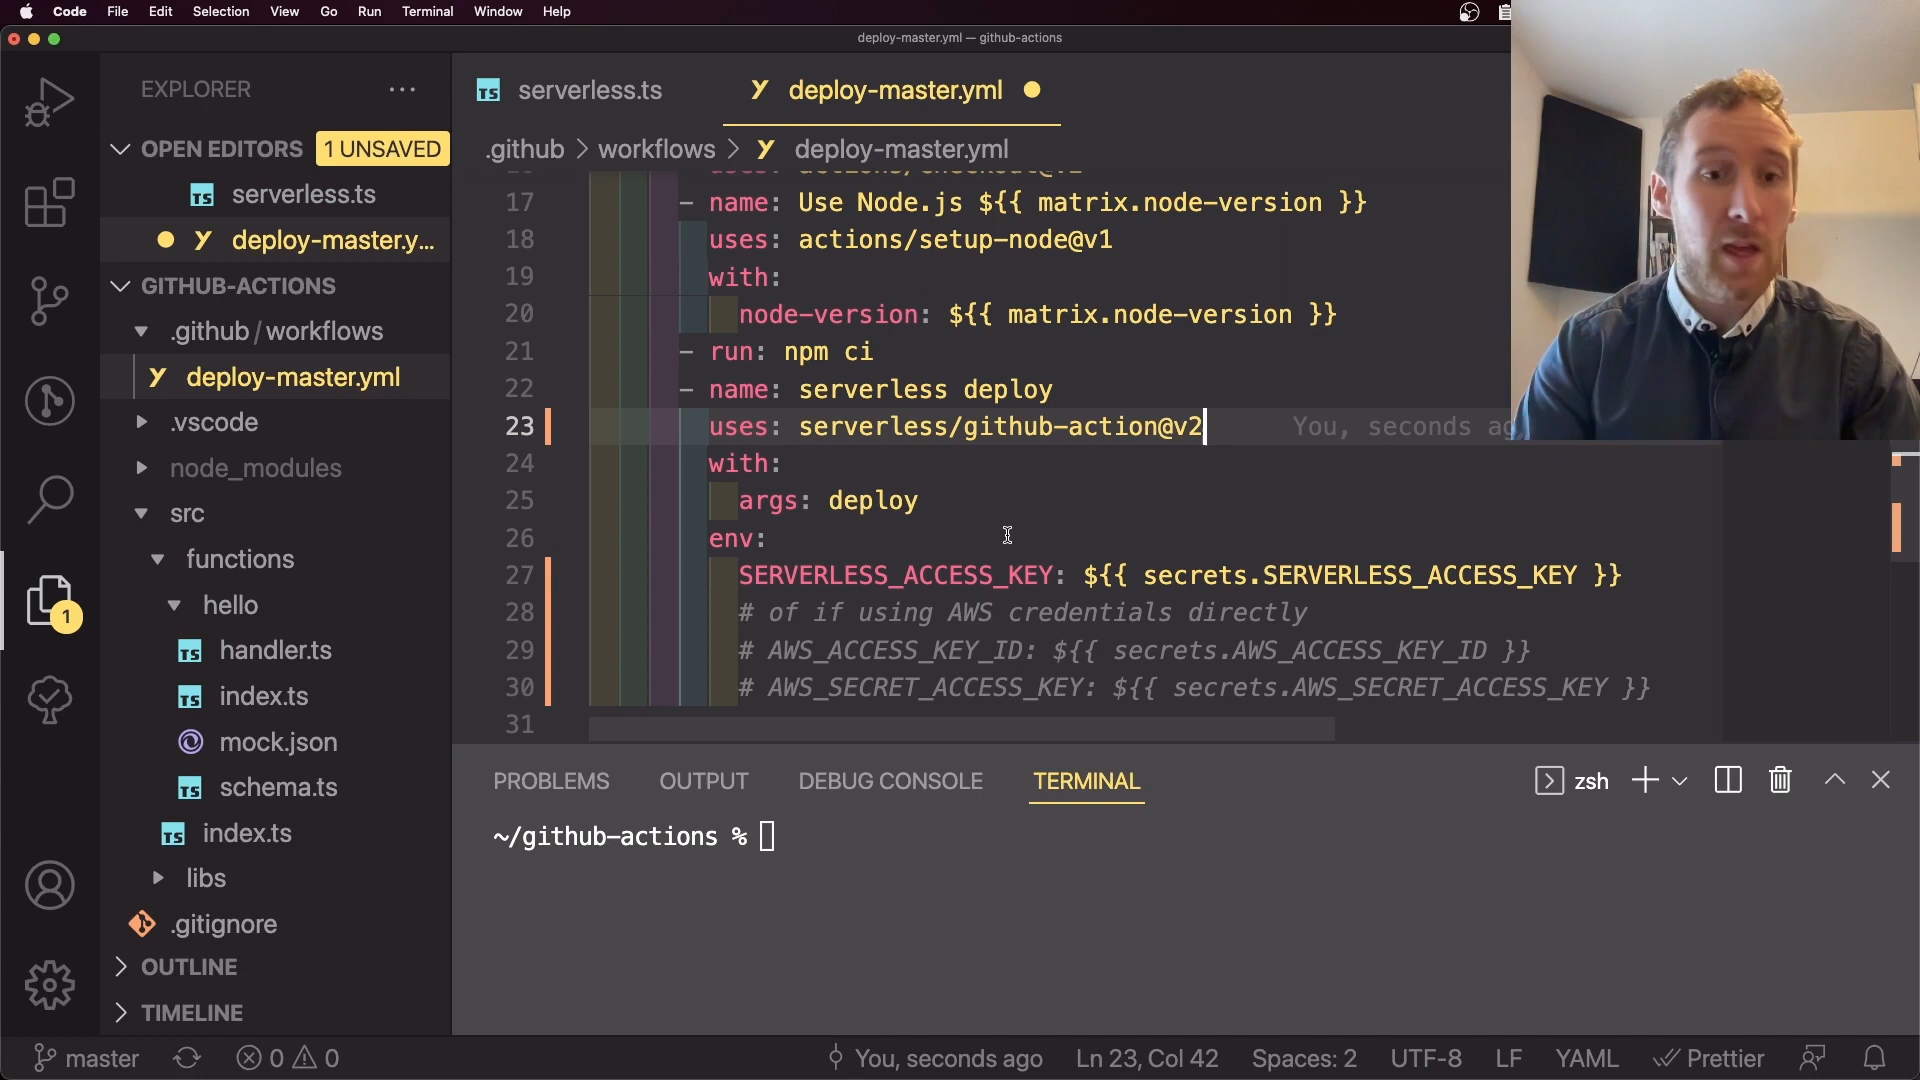 Code File Edit Selection View Go Run Terminal Window Help
deploy-master.yml — github-actions
EXPLORER
OPEN EDITORS 1 UNSAVED
TS serverless.ts
Y deploy-master.y...
GITHUB-ACTIONS
.github / workflows
Y deploy-master.yml
.vscode
node_modules
src
functions
hello
TS handler.ts
TS index.ts
mock.json
TS schema.ts
TS index.ts
libs
.gitignore
OUTLINE
TIMELINE
1
TS serverless.ts Y deploy-master.yml
.github > workflows > Y deploy-master.yml
17 - name: Use Node.js ${{ matrix.node-version }}
18 uses: actions/setup-node@v1
19 with:
20 node-version: ${{ matrix.node-version }}
21 - run: npm ci
22 - name: serverless deploy
23 uses: serverless/github-action@v2 You, seconds
24 with:
25 args: deploy
26 env:
27 SERVERLESS_ACCESS_KEY: ${{ secrets.SERVERLESS_ACCESS_KEY }}
28 # of if using AWS credentials directly
29 # AWS_ACCESS_KEY_ID: ${{ secrets.AWS_ACCESS_KEY_ID }}
30 # AWS_SECRET_ACCESS_KEY: ${{ secrets.AWS_SECRET_ACCESS_KEY }}
31
PROBLEMS OUTPUT DEBUG CONSOLE TERMINAL zsh
~/github-actions %
master 0 0 You, seconds ago Ln 23, Col 42 Spaces: 2 UTF-8 LF YAML Prettier